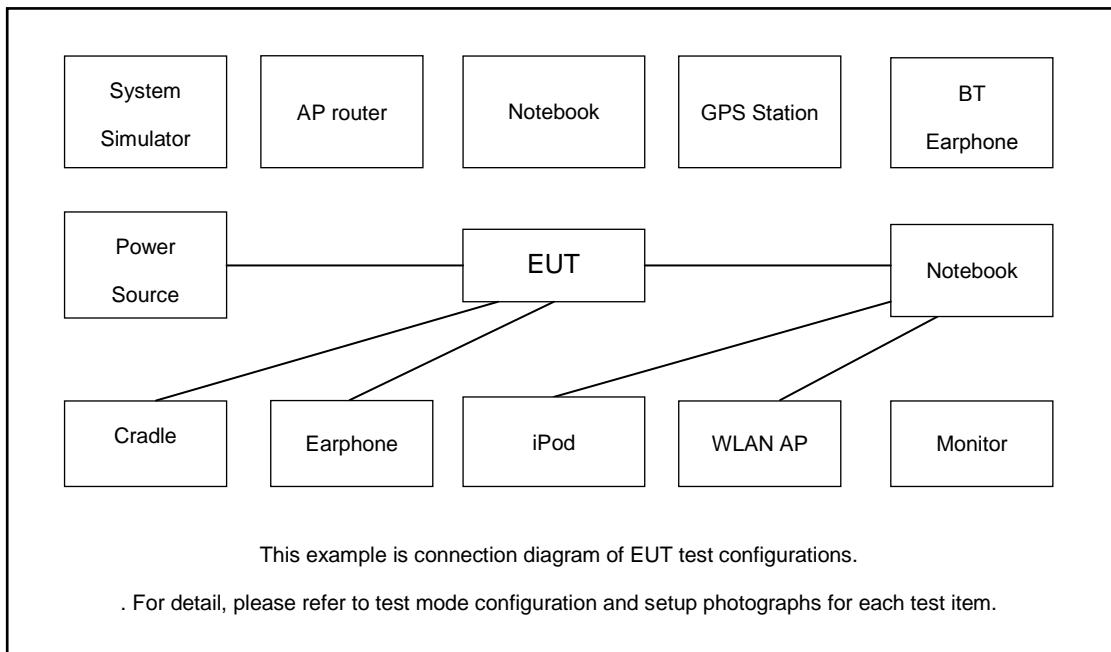 System
Simulator
AP router
Notebook
GPS Station
BT
Earphone
Power
Source
EUT
Notebook
Cradle
Earphone
iPod
WLAN AP
Monitor
This example is connection diagram of EUT test configurations.
. For detail, please refer to test mode configuration and setup photographs for each test item.